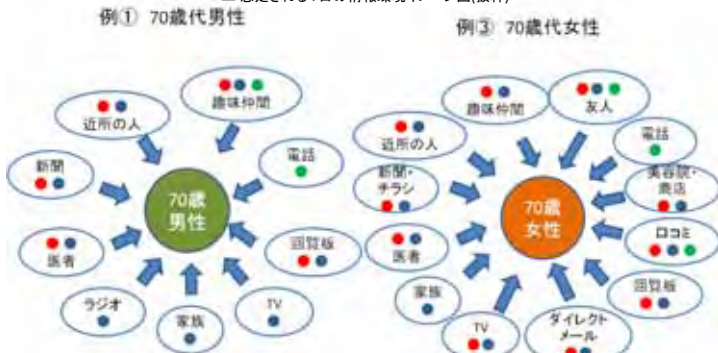 例① 70歳代男性
近所の人
趣味仲間
新聞
電話
70歳
男性
医者
回覧板
ラジオ
家族
TV
例③ 70歳代女性
趣味仲間
友人
近所の人
電話
新聞・
チラシ
美容院・
商店
70歳
女性
医者
口コミ
家族
回覧板
TV
ダイレクト
メール